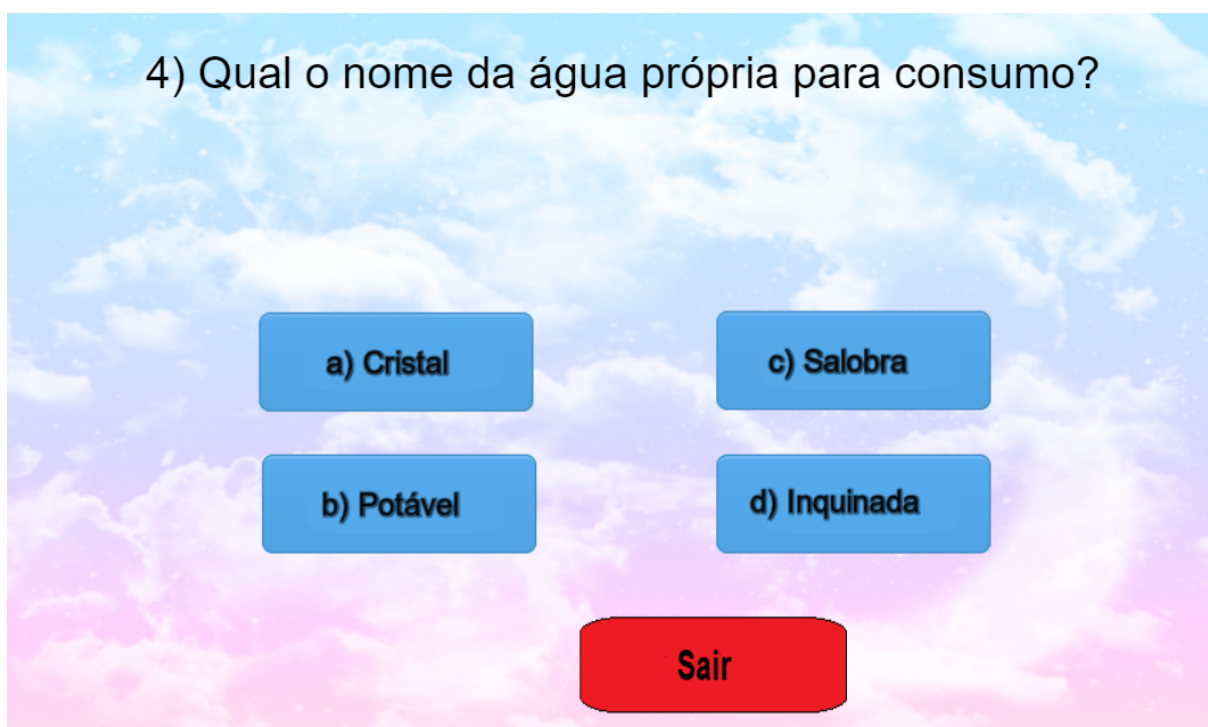 4) Qual o nome da água própria para consumo?
a) Cristal
c) Salobra
b) Potável
d) Inquinada
Sair